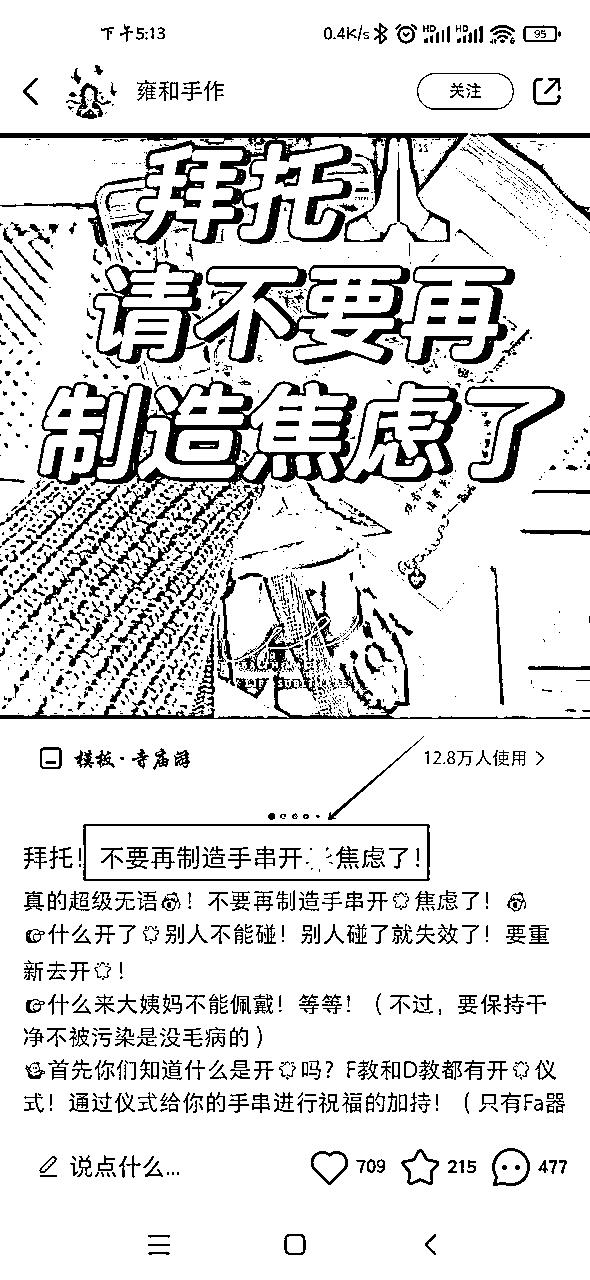 下午5:13
0.4K/s HD HD 95
雍和手作
关注
拜托🙏
请不要再
制造焦虑了
模板·寺庙游
12.8万人使用
拜托！不要再制造手串开 焦虑了！
真的超级无语😭！不要再制造手串开💥焦虑了！😭
👉什么开了💥别人不能碰！别人碰了就失效了！要重
新去开💥！
👉什么来大姨妈不能佩戴！等等！（不过，要保持干
净不被污染是没毛病的）
首先你们知道什么是开💥吗？F教和D教都有开💥仪
式！通过仪式给你的手串进行祝福的加持！（只有Fa器
说点什么...
709
215
477